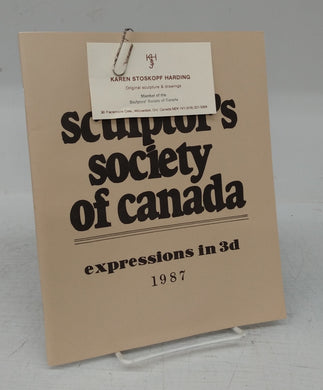 KAREN STOSKOPF HARDING
Original sculpture & drawings
Member of the
Sculptors' Society of Canada
sculptor's
society
of canada
expressions in 3d
1987